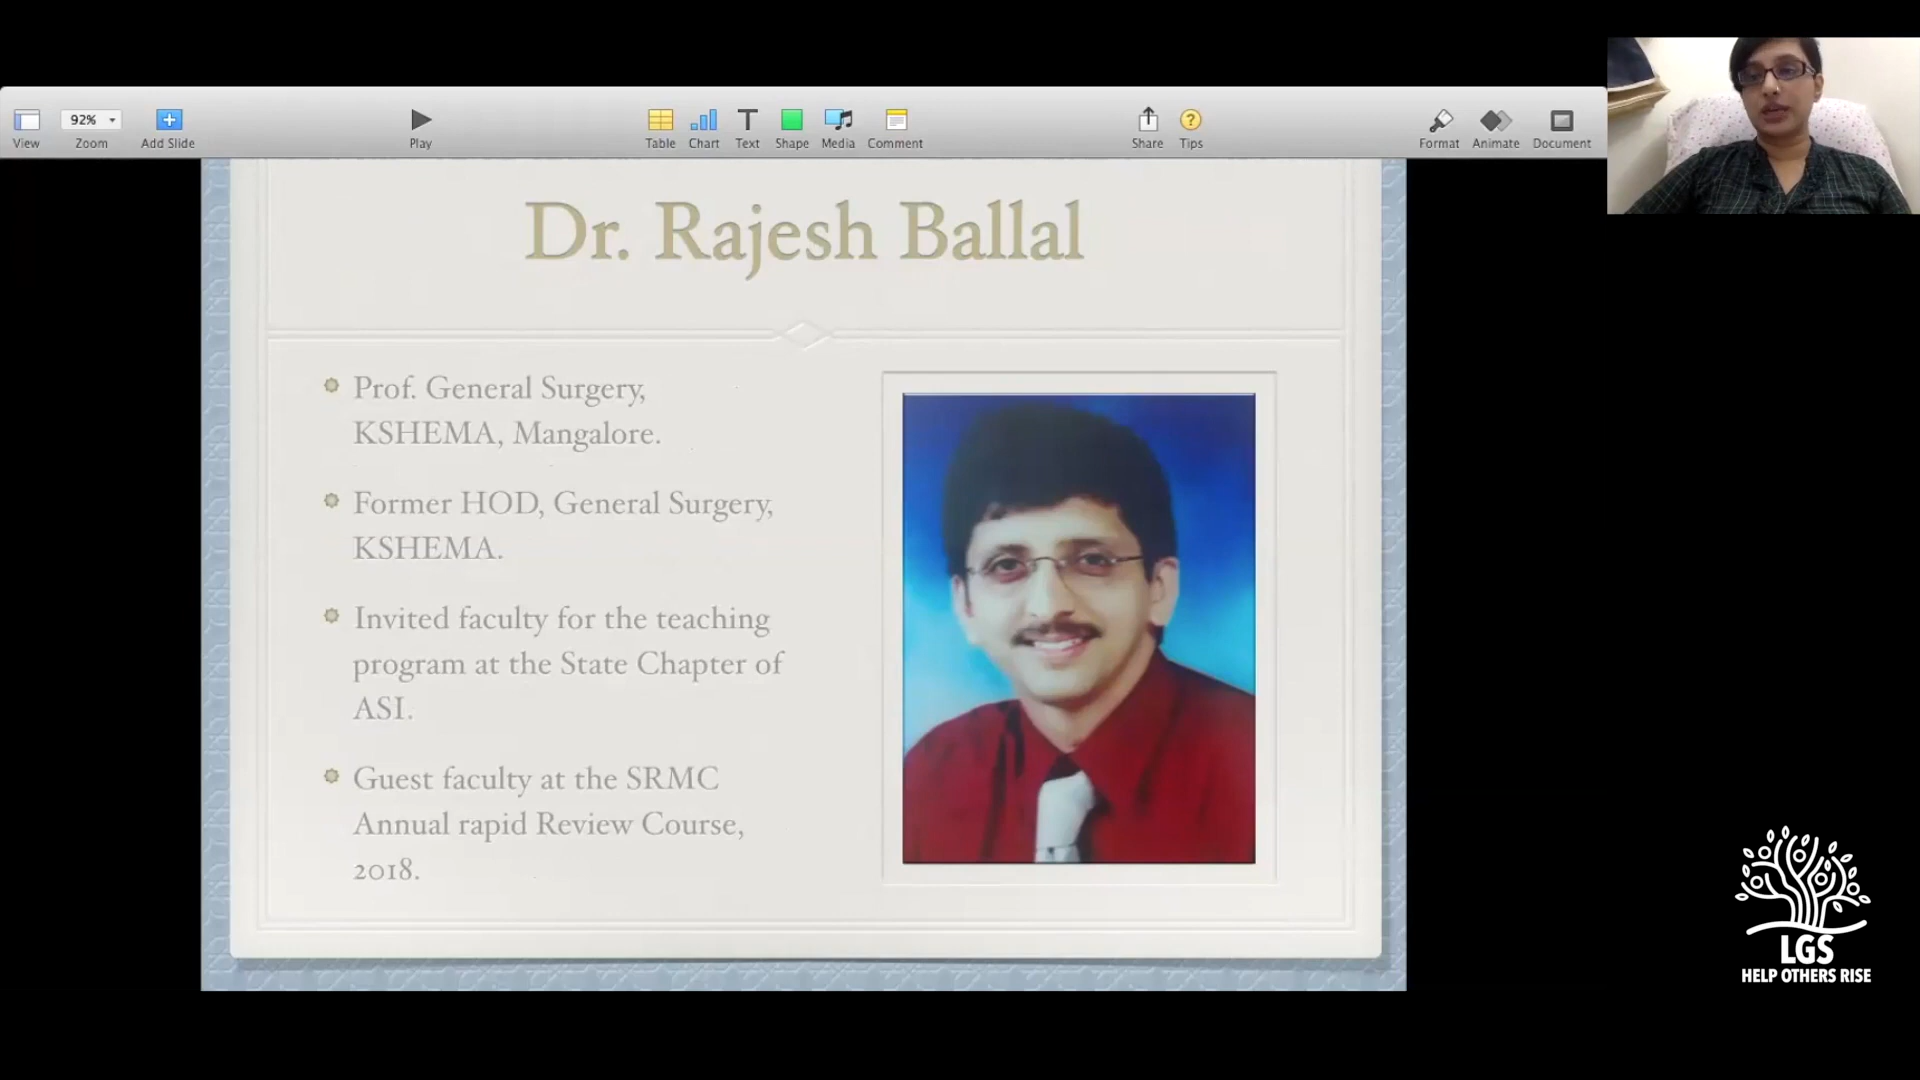 View
92%
Zoom
Add Slide
Play
Table
Chart
Text
Shape
Media
Comment
Share
?
Tips
Format
Animate
Document
Dr. Rajesh Ballal
Prof. General Surgery,
KSHEMA, Mangalore.
Former HOD, General Surgery,
KSHEMA.
Invited faculty for the teaching
program at the State Chapter of
ASI.
Guest faculty at the SRMC
Annual rapid Review Course,
2018.
LGS
HELP OTHERS RISE